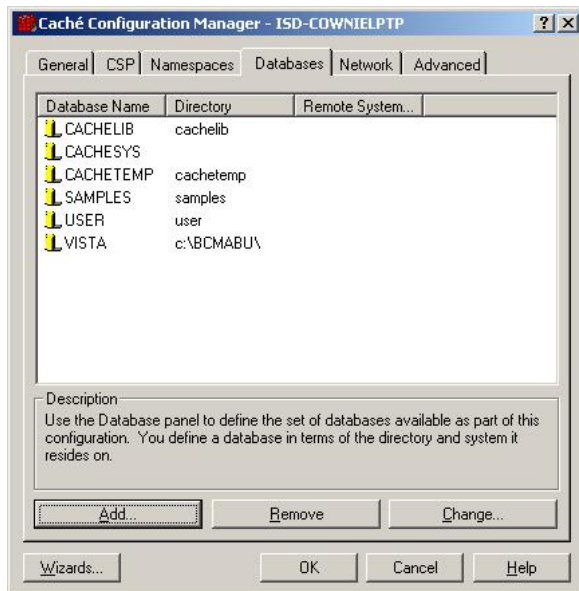 Caché Configuration Manager - ISD-COWNIELPTP
General CSP Namespaces Databases Network Advanced
Database Name Directory Remote System...
CACHELIB cachelib
CACHESYS
CACHETEMP cachetemp
SAMPLES samples
USER user
VISTA c:\BCMABU\
Description
Use the Database panel to define the set of databases available as part of this
configuration. You define a database in terms of the directory and system it
resides on.
Add... Remove Change...
Wizards... OK Cancel Help